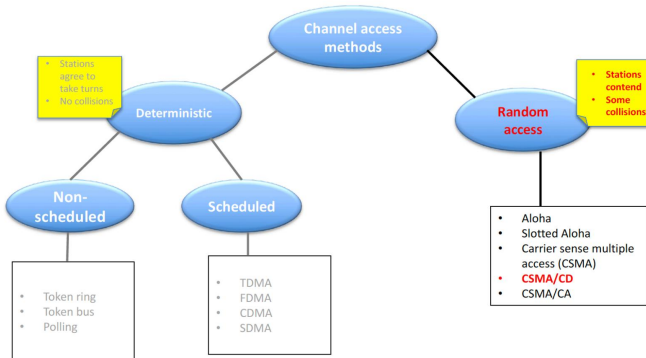 Channel access
methods
• Stations
agree to
take turns
• No collisions
Deterministic
Random
access
• Stations
contend
• Some
collisions
Non-
scheduled
Scheduled
• Token ring
• Token bus
• Polling
• TDMA
• FDMA
• CDMA
• SDMA
• Aloha
• Slotted Aloha
• Carrier sense multiple
access (CSMA)
• CSMA/CD
• CSMA/CA